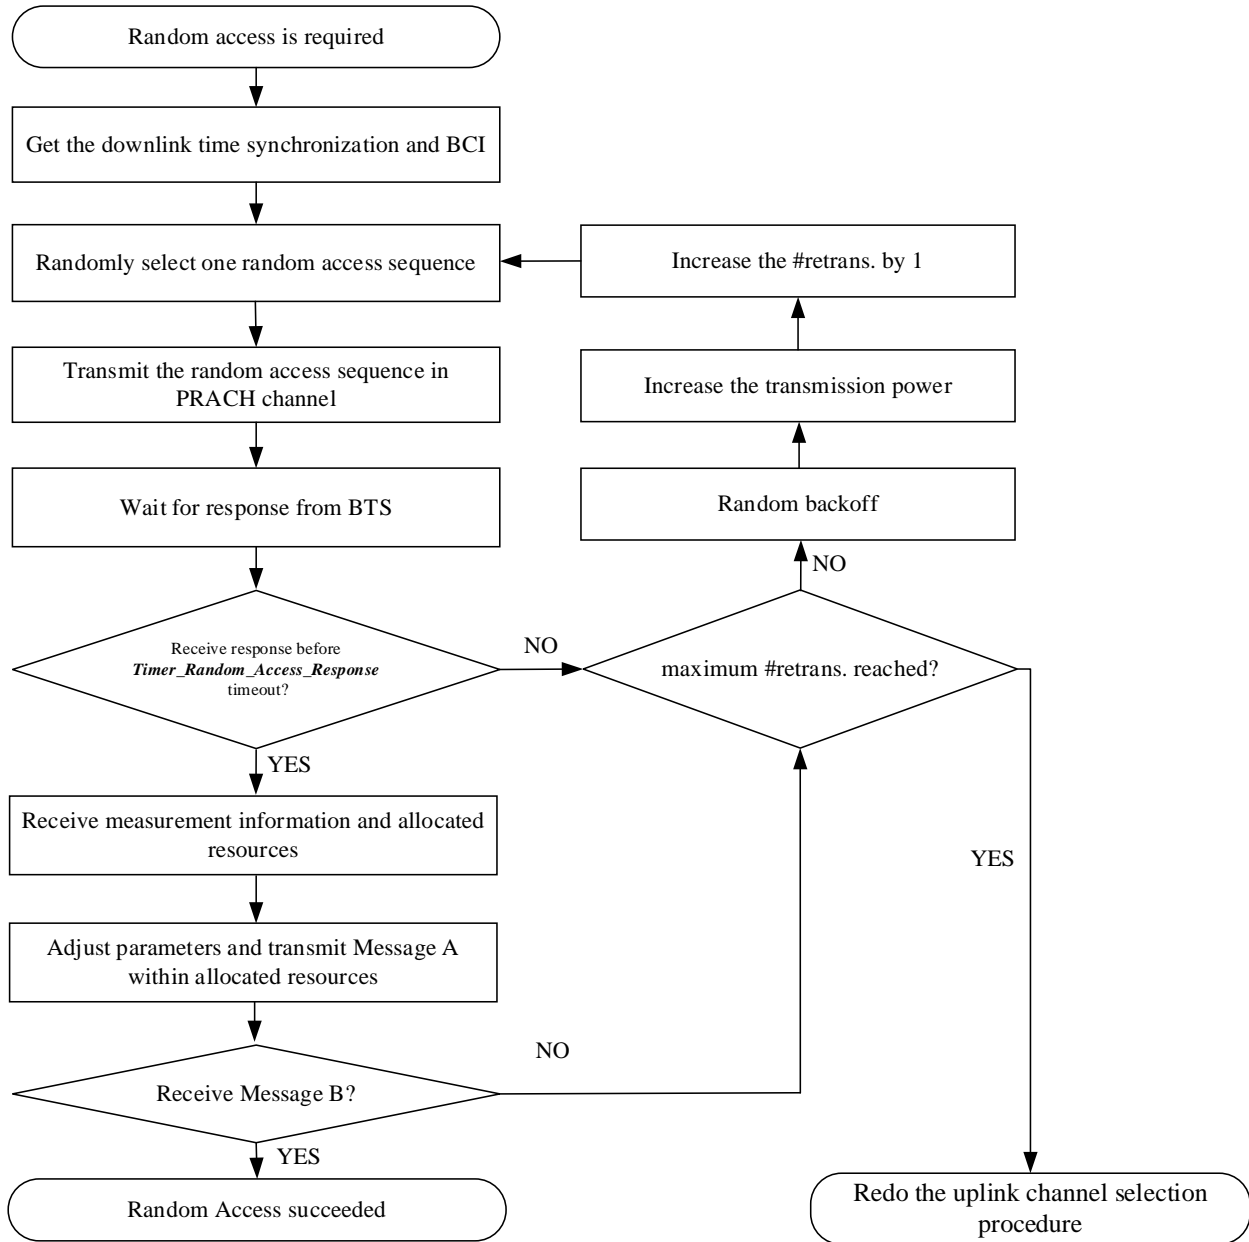 Random access is required
Get the downlink time synchronization and BCI
Randomly select one random access sequence
Increase the #retrans. by 1
Transmit the random access sequence in
PRACH channel
Increase the transmission power
Wait for response from BTS
Random backoff
NO
Receive response before
Timer_Random_Access_Response
timeout?
NO
maximum #retrans. reached?
YES
Receive measurement information and allocated
resources
YES
Adjust parameters and transmit Message A
within allocated resources
NO
Receive Message B?
YES
Random Access succeeded
Redo the uplink channel selection
procedure